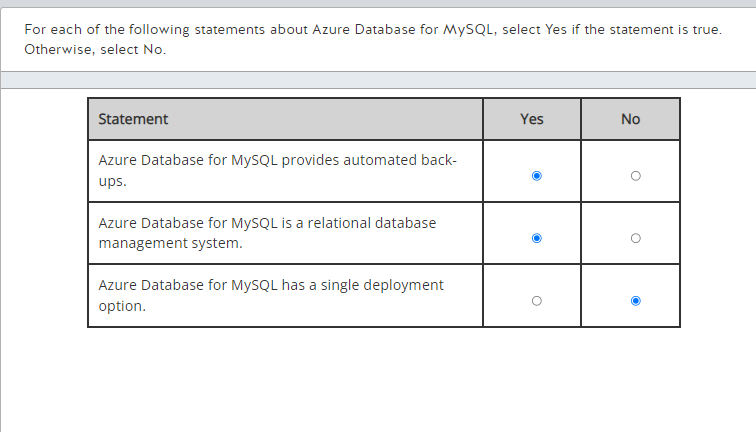 For each of the following statements about Azure Database for MySQL, select Yes if the statement is true.
Otherwise, select No.
Statement Yes No
Azure Database for MySQL provides automated back-
ups.
Azure Database for MySQL is a relational database
management system.
Azure Database for MySQL has a single deployment
option.